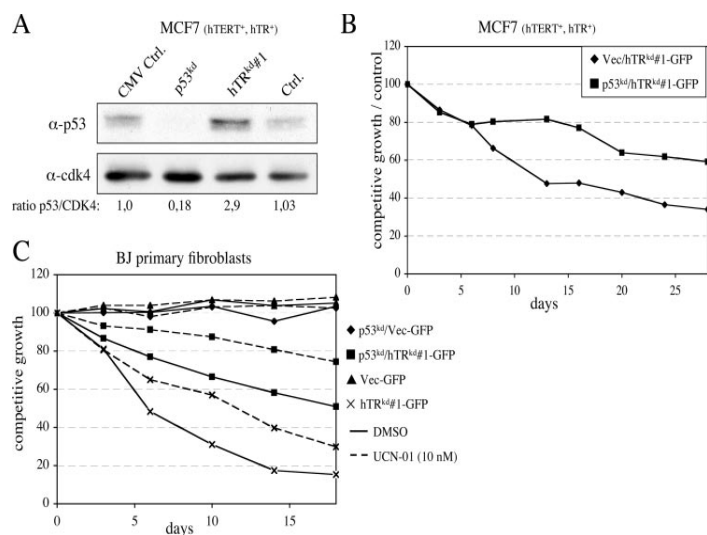 A
MCF7 (hTERT⁺, hTR⁺)
CMV Ctrl.
p53ᵏᵈ
hTRᵏᵈ#1
Ctrl.
α-p53
α-cdk4
ratio p53/CDK4: 1,0 0,18 2,9 1,03
B
MCF7 (hTERT⁺, hTR⁺)
Vec/hTRᵏᵈ#1-GFP
p53ᵏᵈ/hTRᵏᵈ#1-GFP
competitive growth / control
120
100
80
60
40
20
0
0 5 10 15 20 25
days
C
BJ primary fibroblasts
competitive growth
120
100
80
60
40
20
0
0 5 10 15
days
p53ᵏᵈ/Vec-GFP
p53ᵏᵈ/hTRᵏᵈ#1-GFP
Vec-GFP
hTRᵏᵈ#1-GFP
DMSO
UCN-01 (10 nM)